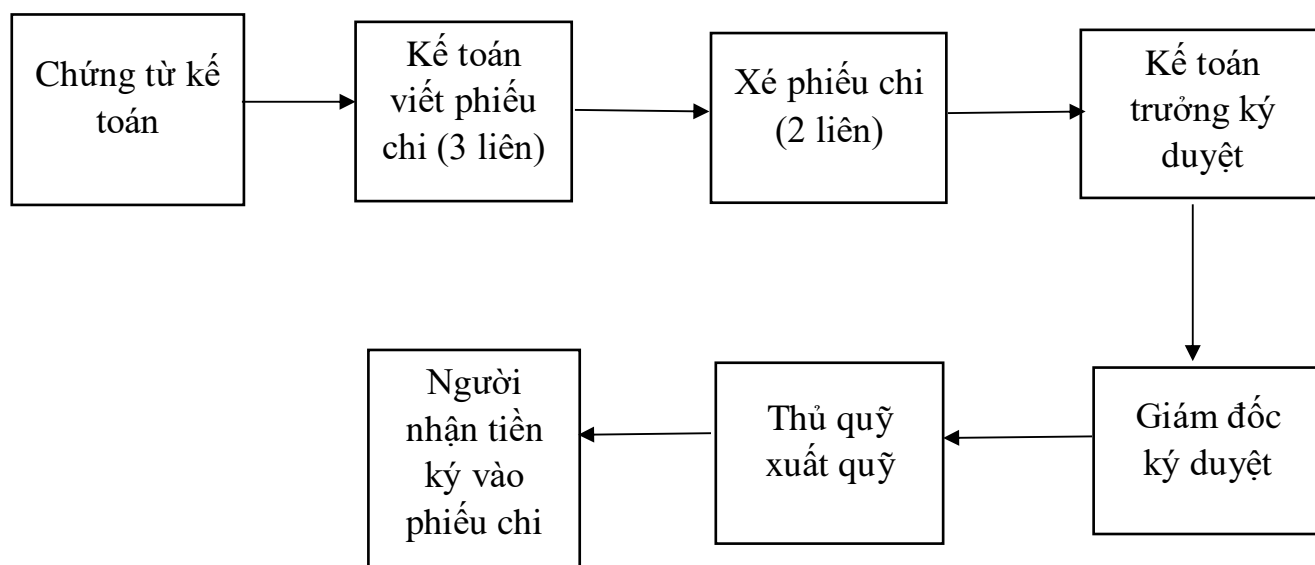 Chứng từ kế
toán
Kế toán
viết phiếu
chi (3 liên)
Xé phiếu chi
(2 liên)
Kế toán
trưởng ký
duyệt
Giám đốc
ký duyệt
Thủ quỹ
xuất quỹ
Người
nhận tiền
ký vào
phiếu chi